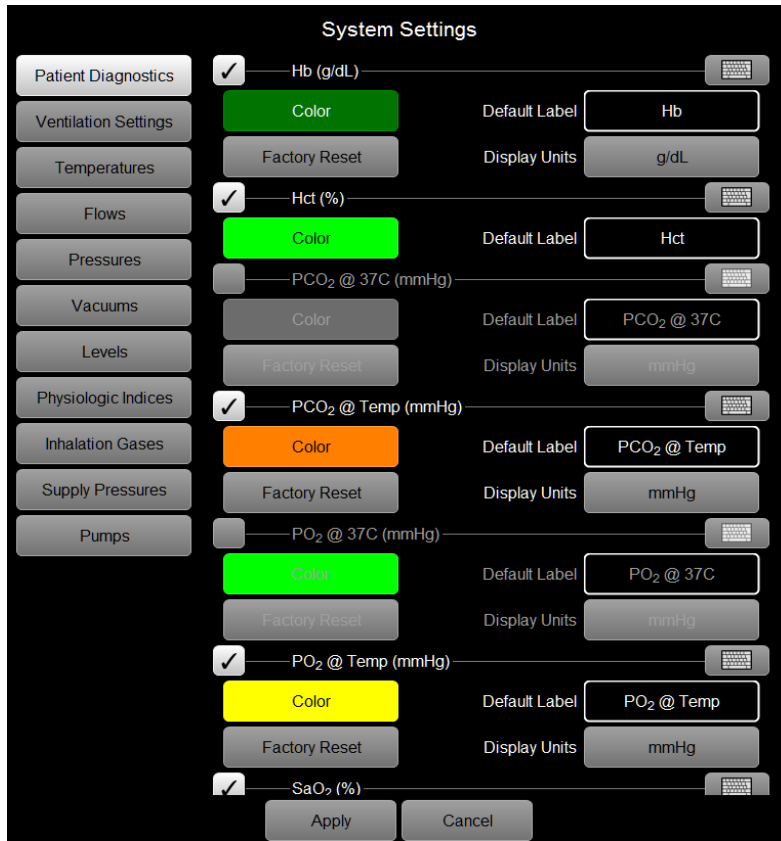 System Settings
Patient Diagnostics
Ventilation Settings
Temperatures
Flows
Pressures
Vacuums
Levels
Physiologic Indices
Inhalation Gases
Supply Pressures
Pumps
Hb (g/dL)
Color Default Label Hb
Factory Reset Display Units g/dL
Hct (%)
Color Default Label Hct
PCO₂ @ 37C (mmHg)
Color Default Label PCO₂ @ 37C
Factory Reset Display Units mmHg
PCO₂ @ Temp (mmHg)
Color Default Label PCO₂ @ Temp
Factory Reset Display Units mmHg
PO₂ @ 37C (mmHg)
Color Default Label PO₂ @ 37C
Factory Reset Display Units mmHg
PO₂ @ Temp (mmHg)
Color Default Label PO₂ @ Temp
Factory Reset Display Units mmHg
SaO₂ (%)
Apply Cancel